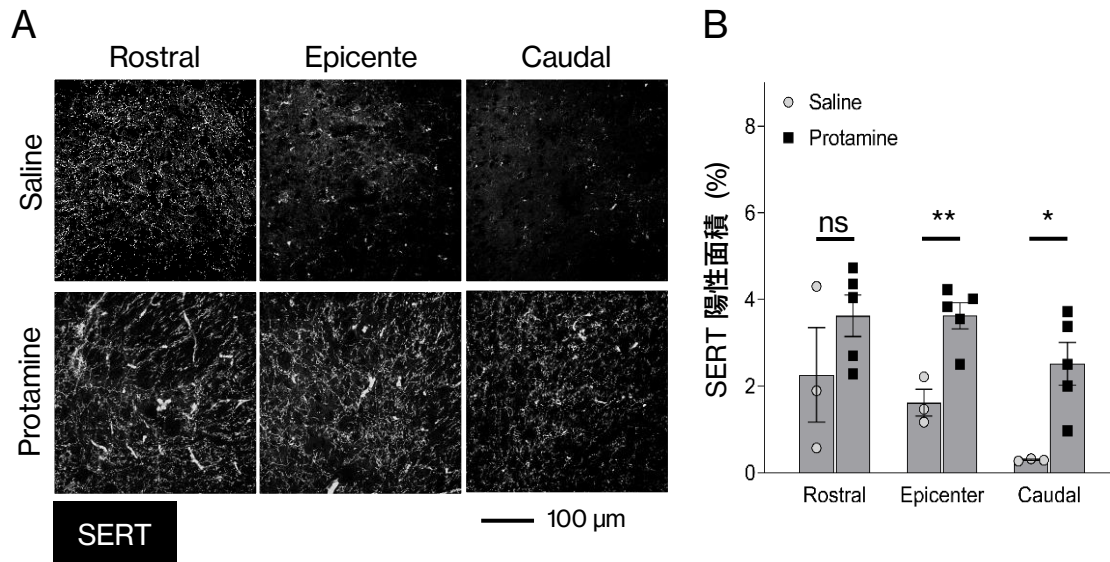 A
Rostral Epicente Caudal
Saline
Protamine
SERT
100 µm
B
Saline
Protamine
SERT 陽性面積 (%)
8
6
4
2
0
ns
**
*
Rostral Epicenter Caudal